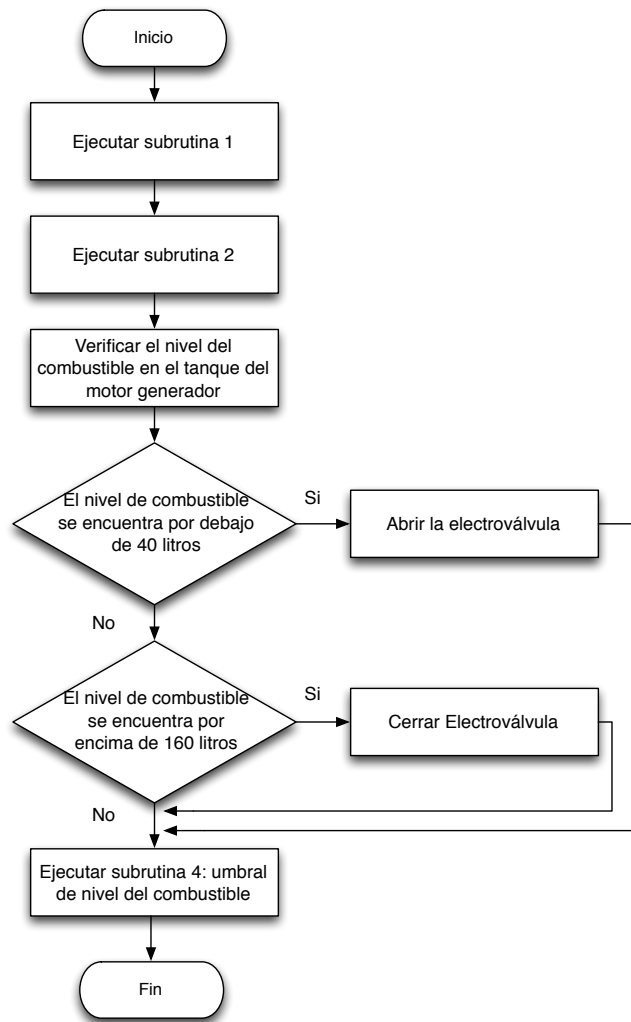 Inicio
Ejecutar subrutina 1
Ejecutar subrutina 2
Verificar el nivel del
combustible en el tanque del
motor generador
El nivel de combustible
se encuentra por debajo
de 40 litros
Si
Abrir la electroválvula
No
El nivel de combustible
se encuentra por
encima de 160 litros
Si
Cerrar Electroválvula
No
Ejecutar subrutina 4: umbral
de nivel del combustible
Fin